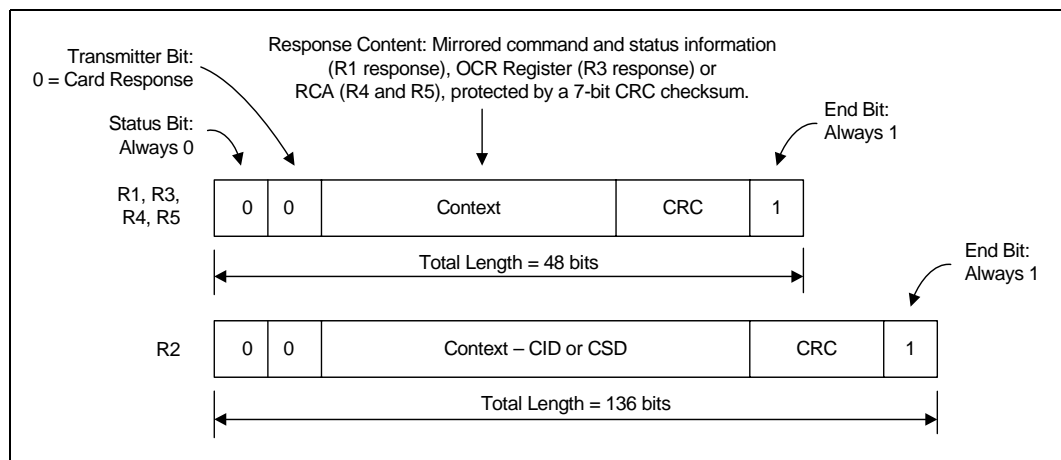 Response Content: Mirrored command and status information
(R1 response), OCR Register (R3 response) or
RCA (R4 and R5), protected by a 7-bit CRC checksum.
Transmitter Bit:
0 = Card Response
Status Bit:
Always 0
End Bit:
Always 1
R1, R3,
R4, R5
0 0 Context CRC 1
Total Length = 48 bits
End Bit:
Always 1
R2 0 0 Context – CID or CSD CRC 1
Total Length = 136 bits